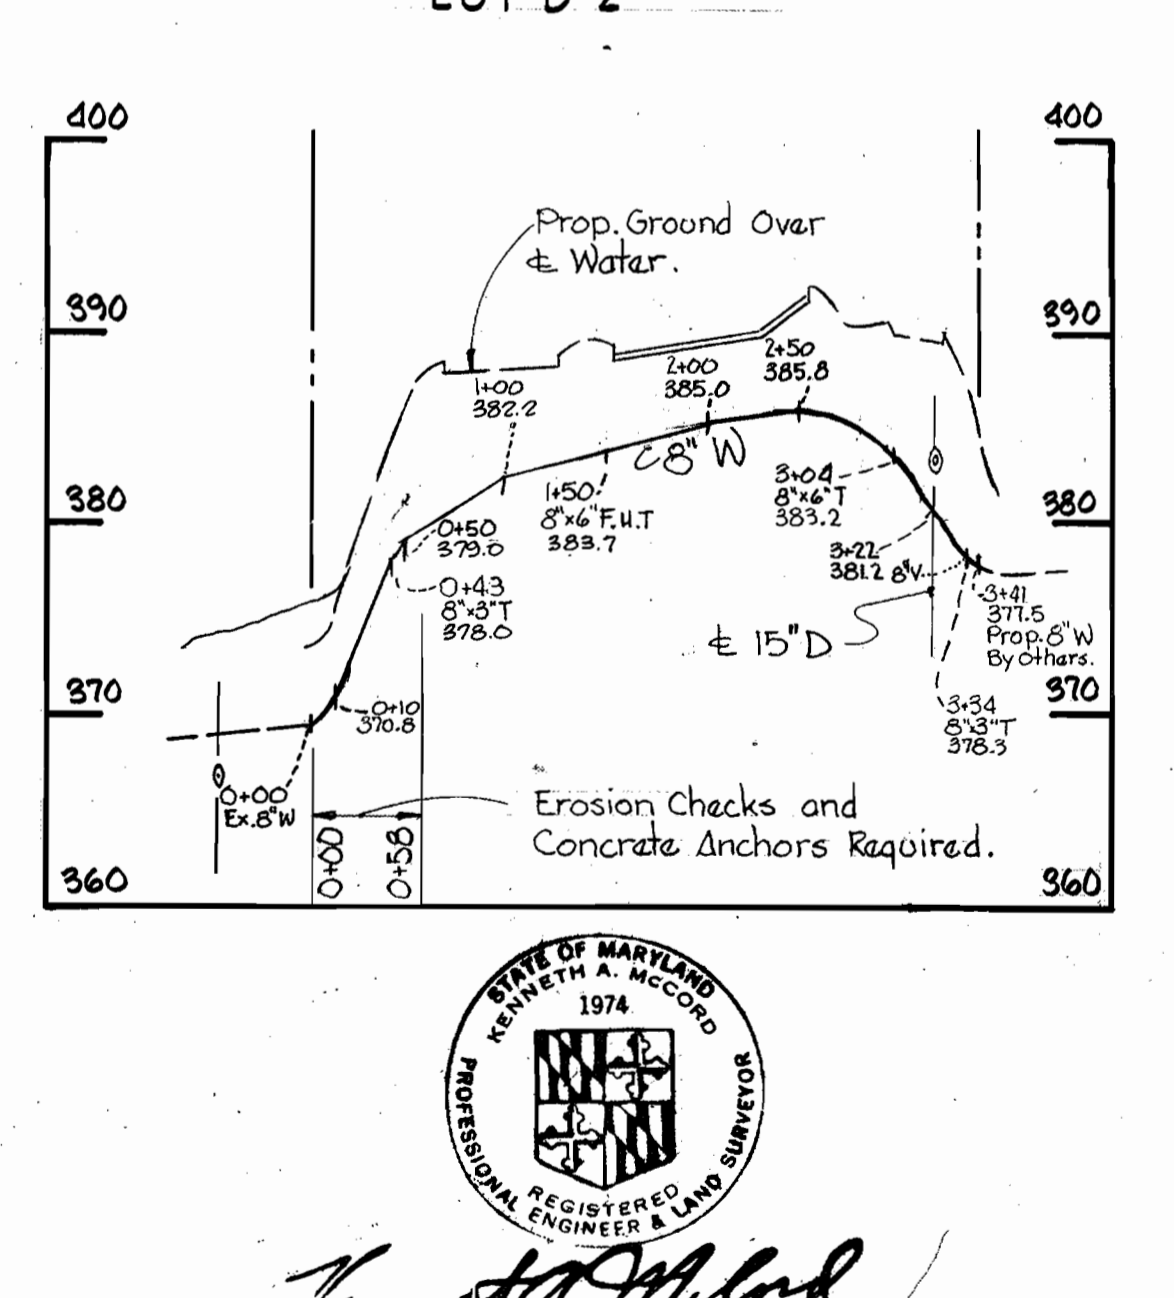 LOT D-2
400
400
Prop. Ground Over
℄ Water.
390
390
1+00
382.2
2+00
385.0
2+50
385.8
8" W
380
380
0+50
379.0
0+43
8"x3"T
378.0
1+50
8"x6"F.H.T
383.7
3+04
8"x6"T
383.2
3+22
381.2
8"V
3+41
377.5
Prop. 8"W
By Others.
℄ 15"D
370
370
0+10
370.8
3+34
8"x3"T
378.3
0+00
Ex. 8"W
Erosion Checks and
Concrete Anchors Required.
0+00
0+58
360
360
STATE OF MARYLAND
KENNETH A. McCORD
1974
PROFESSIONAL ENGINEER & LAND SURVEYOR
REGISTERED